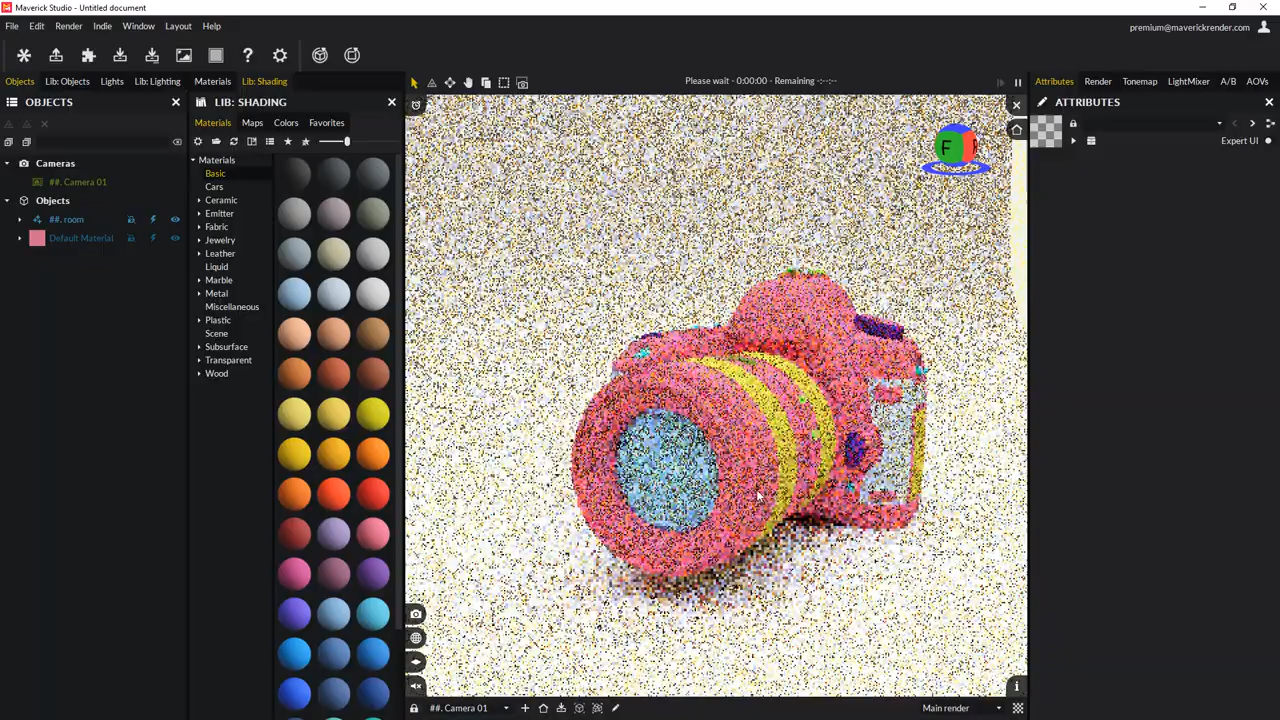 Maverick Studio - Untitled document
File Edit Render Indie Window Layout Help
premium@maverickrender.com
Objects Lib: Objects Lights Lib: Lighting Materials Lib: Shading
Please wait - 0:00:00 - Remaining -:--:--
Attributes Render Tonemap LightMixer A/B AOVs
OBJECTS
LIB: SHADING
ATTRIBUTES
Materials Maps Colors Favorites
Expert UI
Cameras
##. Camera 01
Objects
##. room
Default Material
Materials
Basic
Cars
Ceramic
Emitter
Fabric
Jewelry
Leather
Liquid
Marble
Metal
Miscellaneous
Plastic
Scene
Subsurface
Transparent
Wood
F
##. Camera 01
Main render